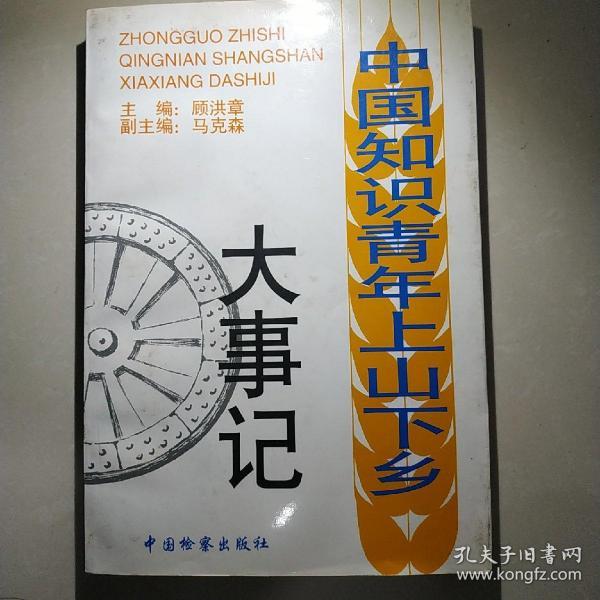 ZHONGGUO ZHISHI
QINGNIAN SHANGSHAN
XIAXIANG DASHIJI
主 编：顾洪章
副主编：马克森
中国知识青年上山下乡
大事记
中国检察出版社
孔夫子旧书网
www.kongfz.com